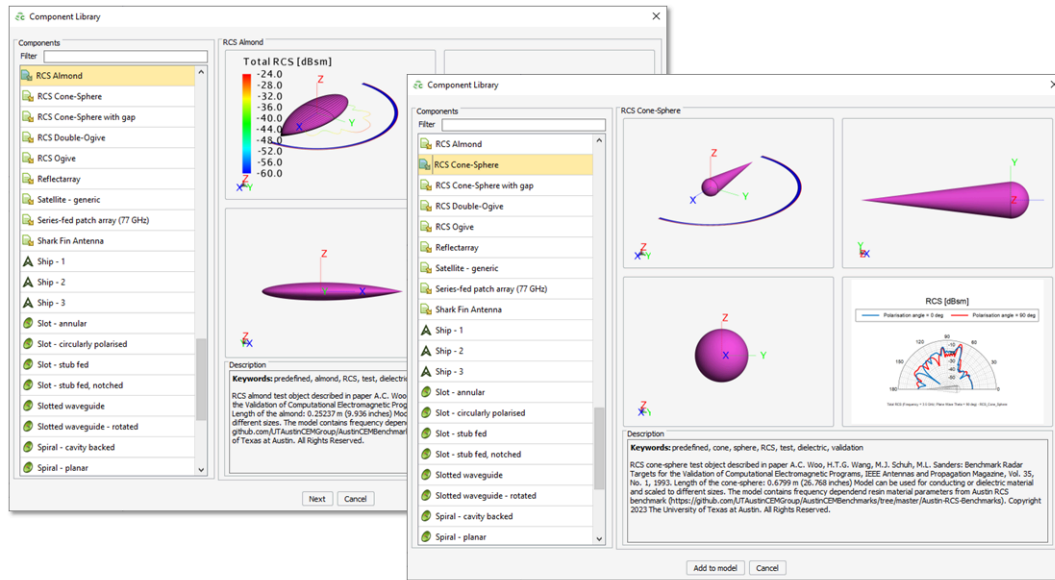 Component Library
Components
Filter
RCS Almond
RCS Cone-Sphere
RCS Cone-Sphere with gap
RCS Double-Ogive
RCS Ogive
Reflectarray
Satellite - generic
Series-fed patch array (77 GHz)
Shark Fin Antenna
Ship - 1
Ship - 2
Ship - 3
Slot - annular
Slot - circularly polarised
Slot - stub fed
Slot - stub fed, notched
Slotted waveguide
Slotted waveguide - rotated
Spiral - cavity backed
Spiral - planar
RCS Almond
Total RCS [dBsm]
-24.0
-28.0
-32.0
-36.0
-40.0
-44.0
-48.0
-52.0
-56.0
-60.0
Z
X
Y
Z
X Y
Z
Y
X
Z
X
Description
Keywords: predefined, almond, RCS, test, dielectric
RCS almond test object described in paper A.C. Woo
the Validation of Computational Electromagnetic Prog
Length of the almond: 0.25237 m (9.936 inches) Mod
different sizes. The model contains frequency depende
github.com/UTAustinCEMGroup/AustinCEMBenchmark
of Texas at Austin. All Rights Reserved.
Next
Cancel
Component Library
Components
Filter
RCS Almond
RCS Cone-Sphere
RCS Cone-Sphere with gap
RCS Double-Ogive
RCS Ogive
Reflectarray
Satellite - generic
Series-fed patch array (77 GHz)
Shark Fin Antenna
Ship - 1
Ship - 2
Ship - 3
Slot - annular
Slot - circularly polarised
Slot - stub fed
Slot - stub fed, notched
Slotted waveguide
Slotted waveguide - rotated
Spiral - cavity backed
Spiral - planar
RCS Cone-Sphere
Z
X
Y
Z
X Y
Y
Z
Y
X
Z
X
Y
Z
Y
RCS [dBsm]
Polarisation angle = 0 deg
Polarisation angle = 90 deg
180
0
Description
Keywords: predefined, cone, sphere, RCS, test, dielectric, validation
RCS cone-sphere test object described in paper A.C. Woo, H.T.G. Wang, M.J. Schuh, M.L. Sanders: Benchmark Radar
Targets for the Validation of Computational Electromagnetic Programs, IEEE Antennas and Propagation Magazine, Vol. 35,
No. 1, 1993. Length of the cone-sphere: 0.6799 m (26.768 inches) Model can be used for conducting or dielectric material
and scaled to different sizes. The model contains frequency dependend resin material parameters from Austin RCS
benchmark (https://github.com/UTAustinCEMGroup/AustinCEMBenchmarks/tree/master/Austin-RCS-Benchmarks). Copyright
2023 The University of Texas at Austin. All Rights Reserved.
Add to model
Cancel